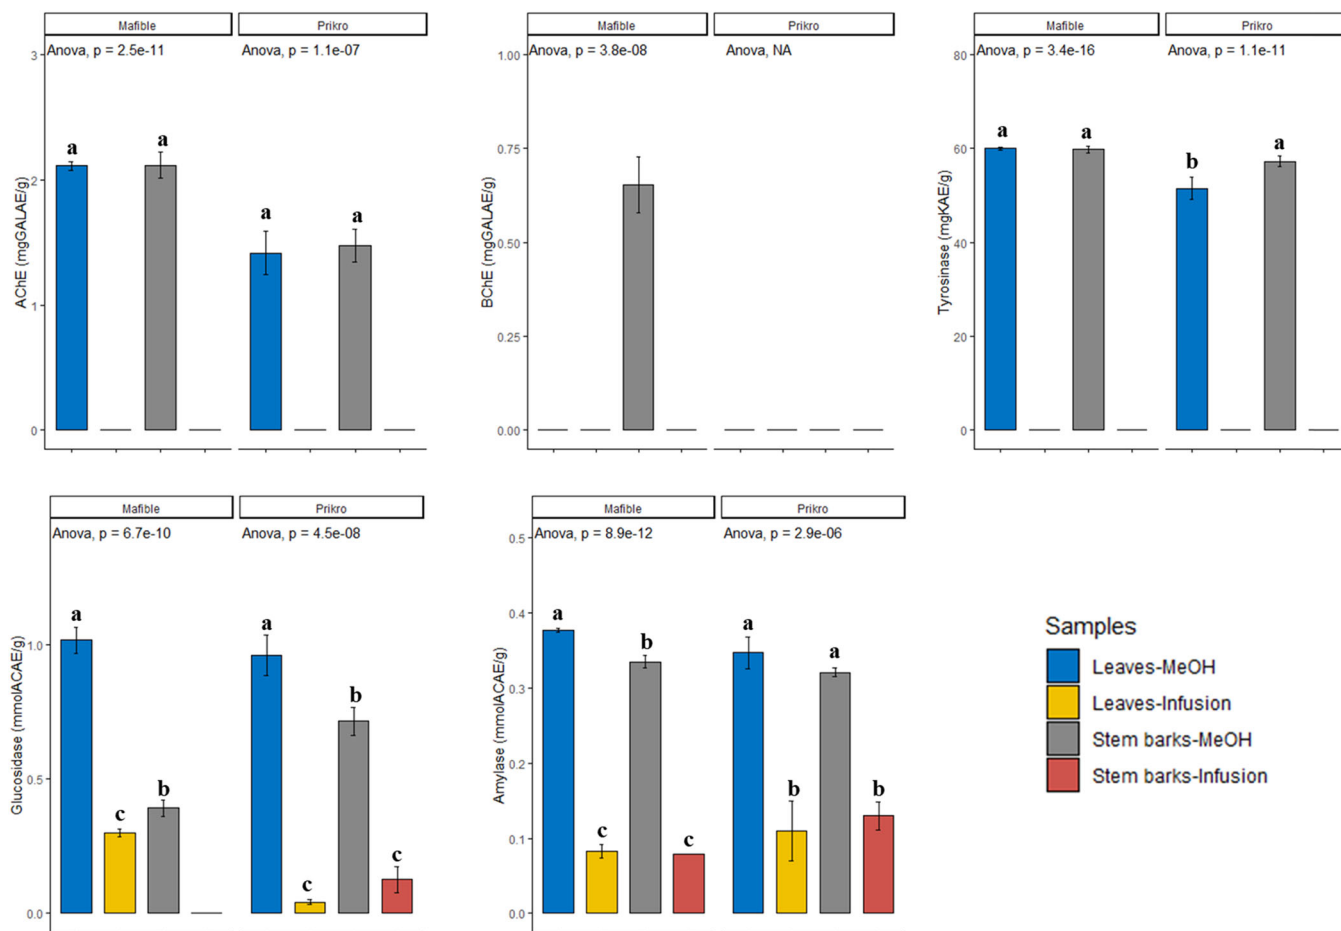 Mafible Prikro
Anova, p = 2.5e-11 Anova, p = 1.1e-07
3
2
1
0
AChE (mgGALAE/g)
a a a a
Mafible Prikro
Anova, p = 3.8e-08 Anova, NA
1.00
0.75
0.50
0.25
0.00
BChE (mgGALAE/g)
Mafible Prikro
Anova, p = 3.4e-16 Anova, p = 1.1e-11
80
60
40
20
0
Tyrosinase (mgKAE/g)
a a b a
Mafible Prikro
Anova, p = 6.7e-10 Anova, p = 4.5e-08
1.0
0.5
0.0
Glucosidase (mmolACAE/g)
a c b a c b c
Mafible Prikro
Anova, p = 8.9e-12 Anova, p = 2.9e-06
0.5
0.4
0.3
0.2
0.1
0.0
Amylase (mmolACAE/g)
a c b c a b a b
Samples
Leaves-MeOH
Leaves-Infusion
Stem barks-MeOH
Stem barks-Infusion